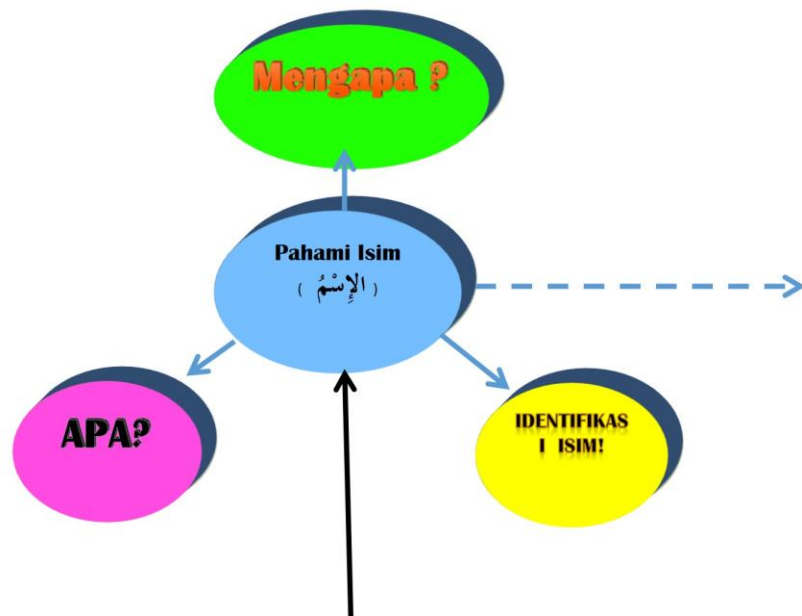 Mengapa ?
Pahami Isim
( الإِسْمُ )
APA?
IDENTIFIKAS
I ISIM!